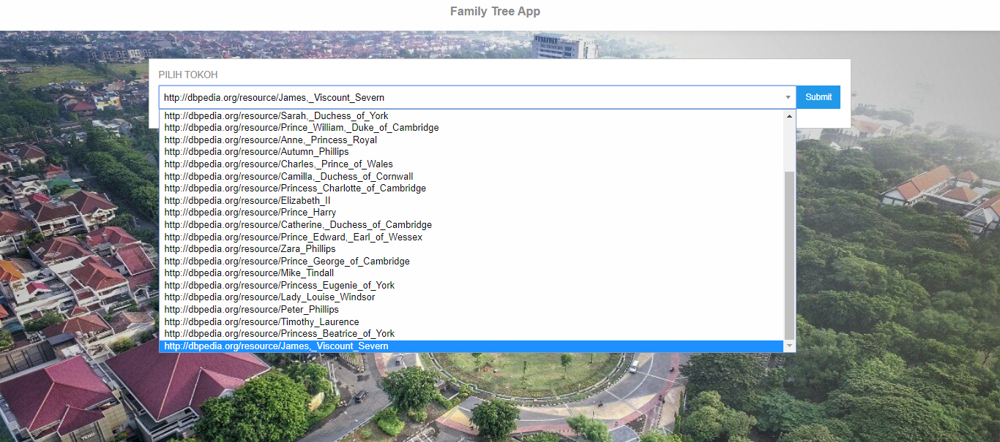 Family Tree App
PILIH TOKOH
http://dbpedia.org/resource/James,_Viscount_Severn
Submit
http://dbpedia.org/resource/Sarah,_Duchess_of_York
http://dbpedia.org/resource/Prince_William,_Duke_of_Cambridge
http://dbpedia.org/resource/Anne,_Princess_Royal
http://dbpedia.org/resource/Autumn_Phillips
http://dbpedia.org/resource/Charles,_Prince_of_Wales
http://dbpedia.org/resource/Camilla,_Duchess_of_Cornwall
http://dbpedia.org/resource/Princess_Charlotte_of_Cambridge
http://dbpedia.org/resource/Elizabeth_II
http://dbpedia.org/resource/Prince_Harry
http://dbpedia.org/resource/Catherine,_Duchess_of_Cambridge
http://dbpedia.org/resource/Prince_Edward,_Earl_of_Wessex
http://dbpedia.org/resource/Zara_Phillips
http://dbpedia.org/resource/Prince_George_of_Cambridge
http://dbpedia.org/resource/Mike_Tindall
http://dbpedia.org/resource/Princess_Eugenie_of_York
http://dbpedia.org/resource/Lady_Louise_Windsor
http://dbpedia.org/resource/Peter_Phillips
http://dbpedia.org/resource/Timothy_Laurence
http://dbpedia.org/resource/Princess_Beatrice_of_York
http://dbpedia.org/resource/James,_Viscount_Severn